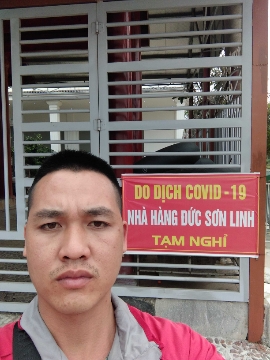 DO DỊCH COVID -19
NHÀ HÀNG ĐỨC SƠN LINH
TẠM NGHỈ